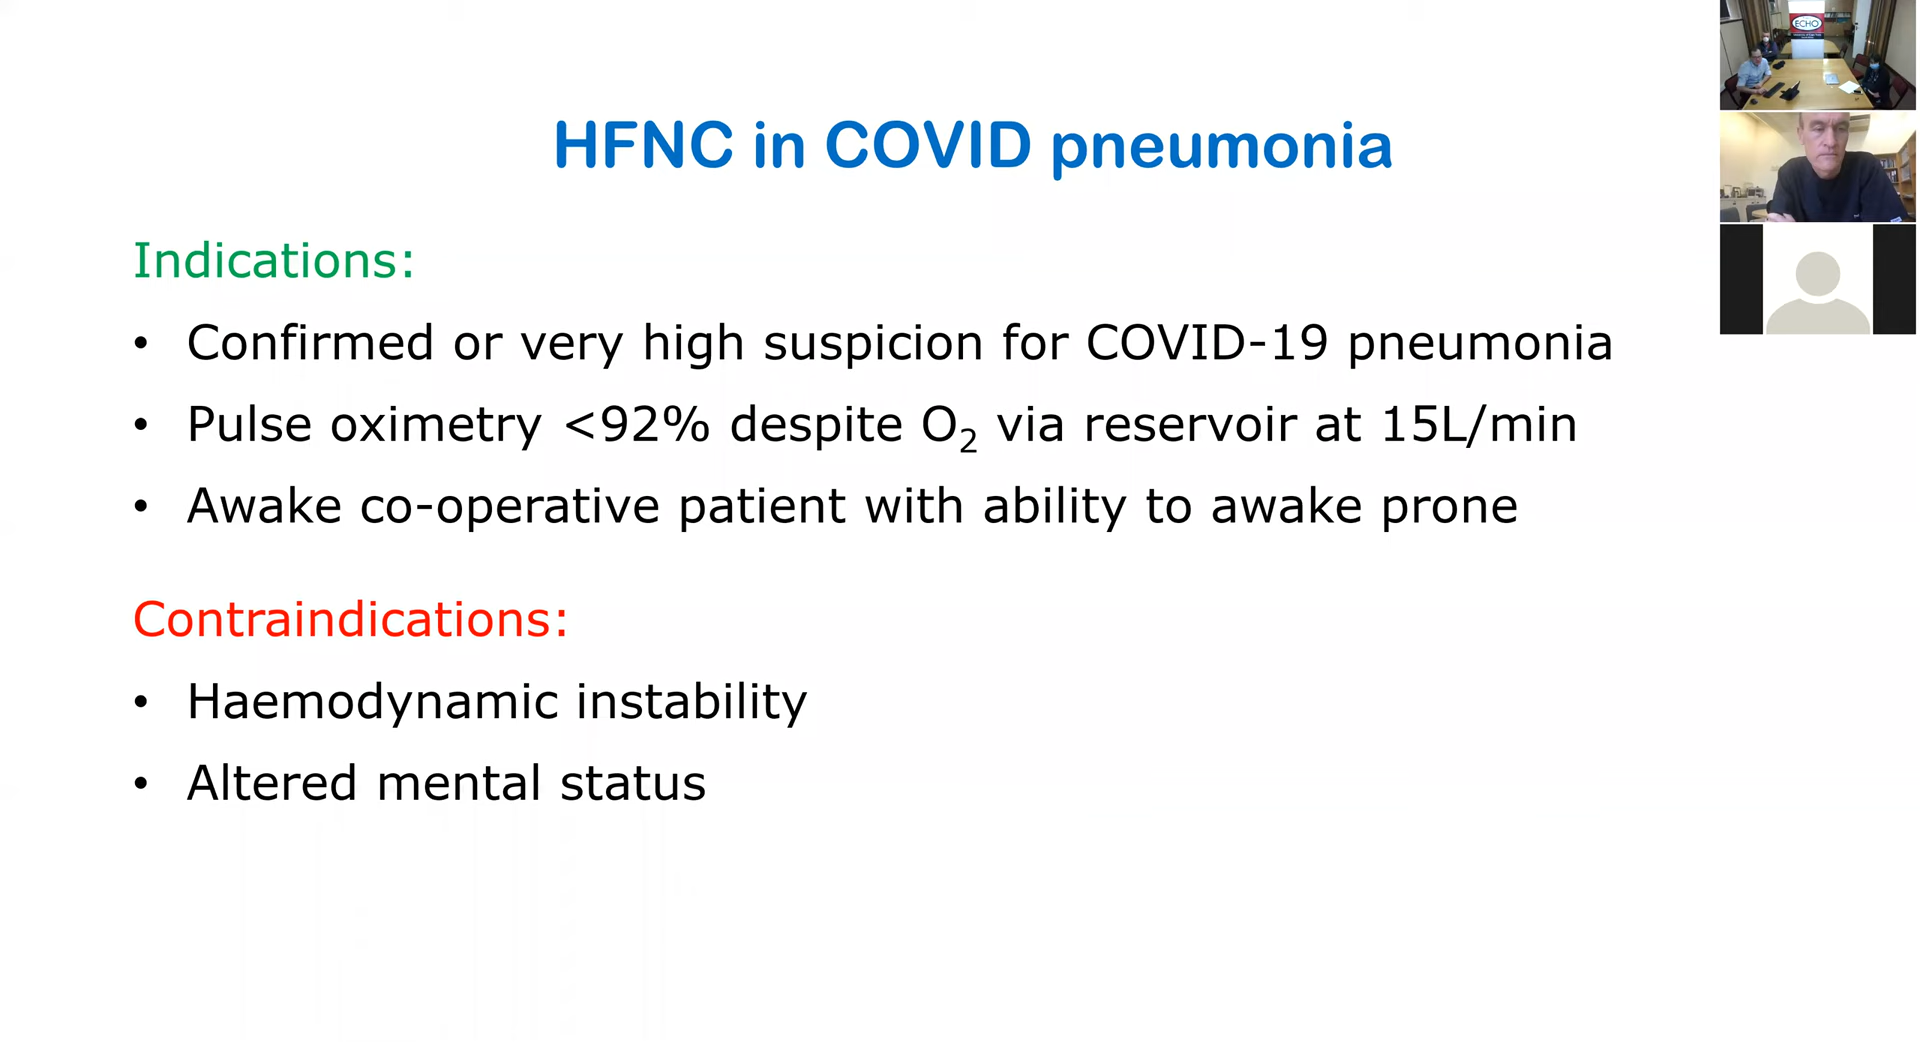 HFNC in COVID pneumonia
Indications:
• Confirmed or very high suspicion for COVID-19 pneumonia
• Pulse oximetry <92% despite O₂ via reservoir at 15L/min
• Awake co-operative patient with ability to awake prone
Contraindications:
• Haemodynamic instability
• Altered mental status
ECHO